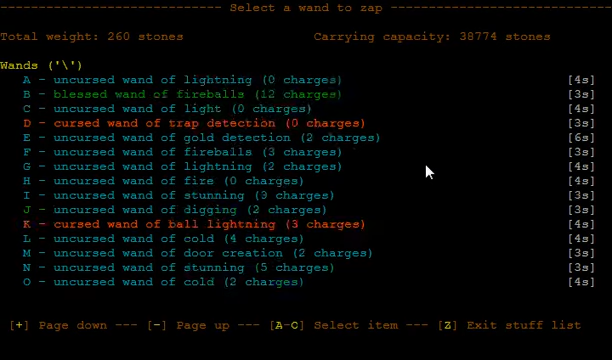 ---------------------------- Select a wand to zap ----------------------------
Total weight: 260 stones Carrying capacity: 38774 stones
Wands ('\')
A - uncursed wand of lightning (0 charges) [4s]
B - blessed wand of fireballs (12 charges) [3s]
C - uncursed wand of light (0 charges) [4s]
D - cursed wand of trap detection (0 charges) [3s]
E - uncursed wand of gold detection (2 charges) [6s]
F - uncursed wand of fireballs (3 charges) [3s]
G - uncursed wand of lightning (2 charges) [4s]
H - uncursed wand of fire (0 charges) [4s]
I - uncursed wand of stunning (3 charges) [3s]
J - uncursed wand of digging (2 charges) [3s]
K - cursed wand of ball lightning (3 charges) [4s]
L - uncursed wand of cold (4 charges) [4s]
M - uncursed wand of door creation (2 charges) [3s]
N - uncursed wand of stunning (5 charges) [3s]
O - uncursed wand of cold (2 charges) [4s]
[+] Page down --- [-] Page up --- [A-C] Select item --- [Z] Exit stuff list